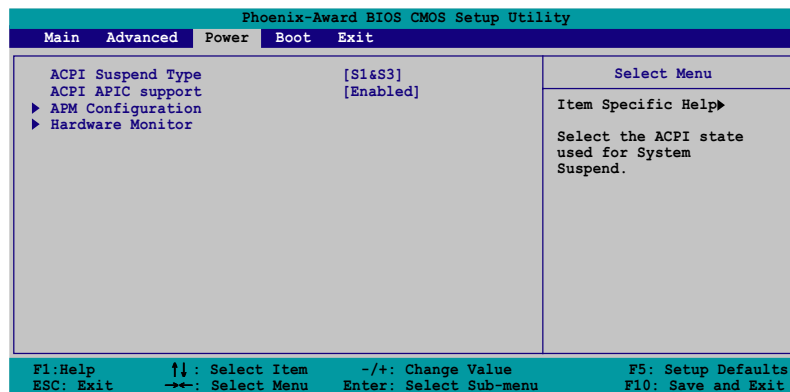 Phoenix-Award BIOS CMOS Setup Utility
Main Advanced Power Boot Exit
ACPI Suspend Type [S1&S3]
ACPI APIC support [Enabled]
APM Configuration
Hardware Monitor
Select Menu
Item Specific Help
Select the ACPI state
used for System
Suspend.
F1:Help ↑↓: Select Item -/+: Change Value F5: Setup Defaults
ESC: Exit →←: Select Menu Enter: Select Sub-menu F10: Save and Exit